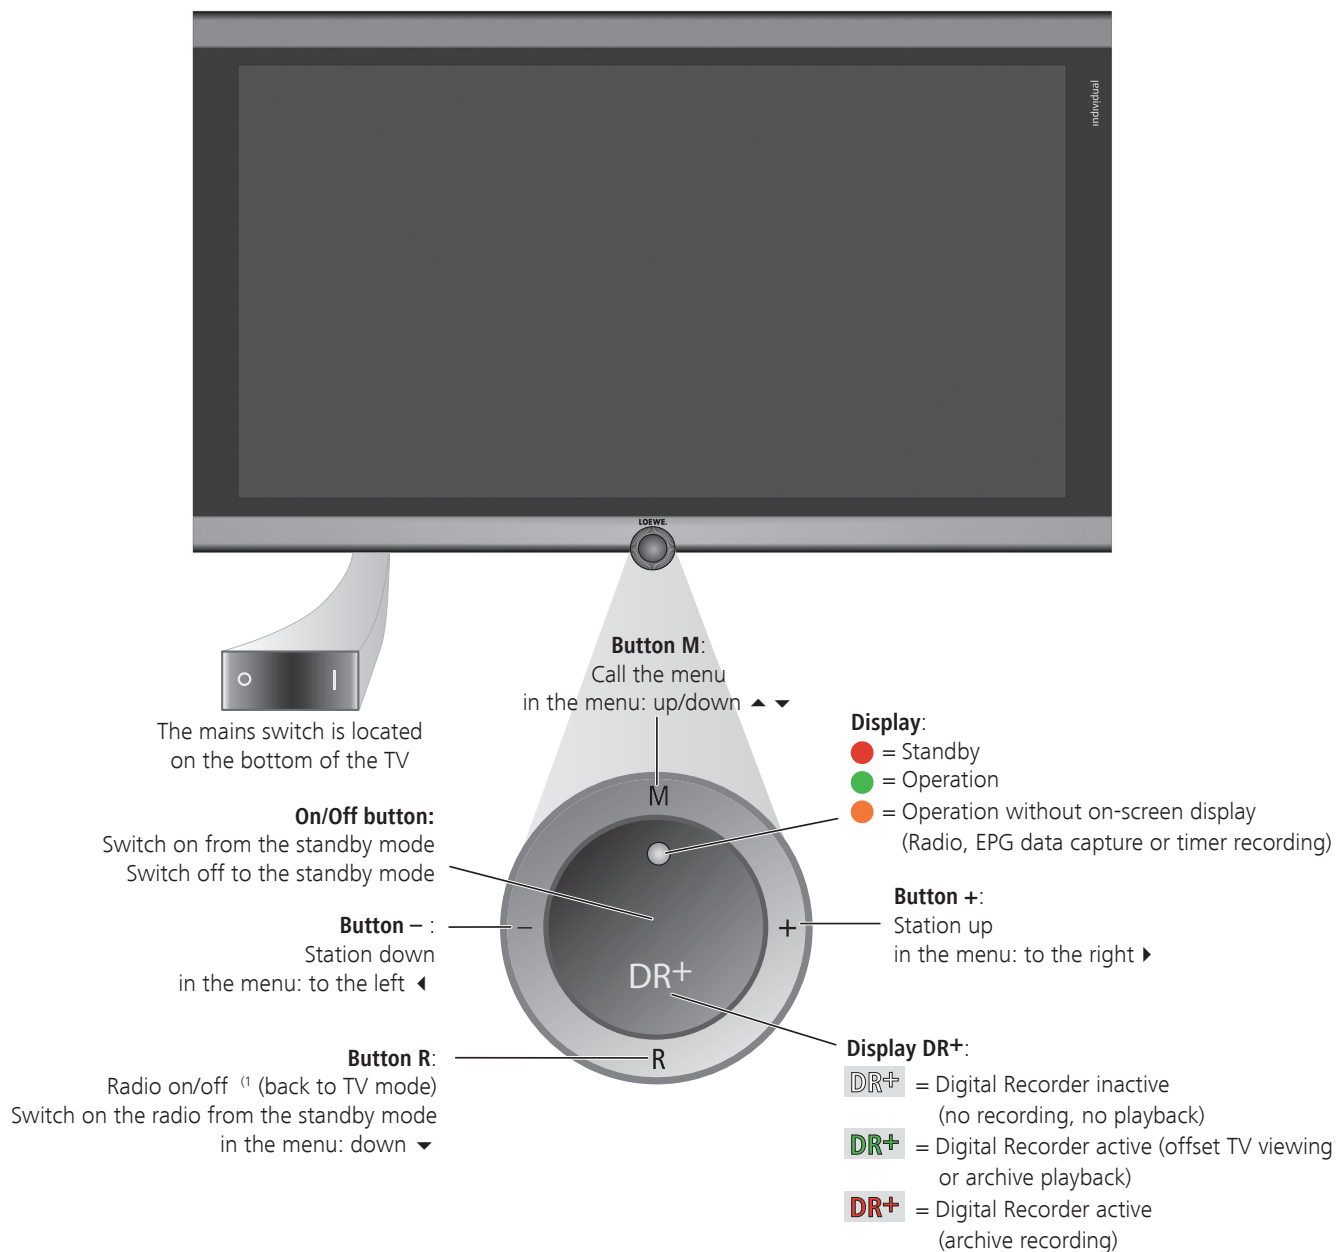 individual
LOEWE.
O I
The mains switch is located
on the bottom of the TV
Button M:
Call the menu
in the menu: up/down ▲ ▼
Display:
= Standby
= Operation
= Operation without on-screen display
(Radio, EPG data capture or timer recording)
On/Off button:
Switch on from the standby mode
Switch off to the standby mode
Button – :
Station down
in the menu: to the left ◀
Button +:
Station up
in the menu: to the right ▶
M
–
+
DR+
R
Button R:
Radio on/off (1 (back to TV mode)
Switch on the radio from the standby mode
in the menu: down ▼
Display DR+:
DR+ = Digital Recorder inactive
(no recording, no playback)
DR+ = Digital Recorder active (offset TV viewing
or archive playback)
DR+ = Digital Recorder active
(archive recording)